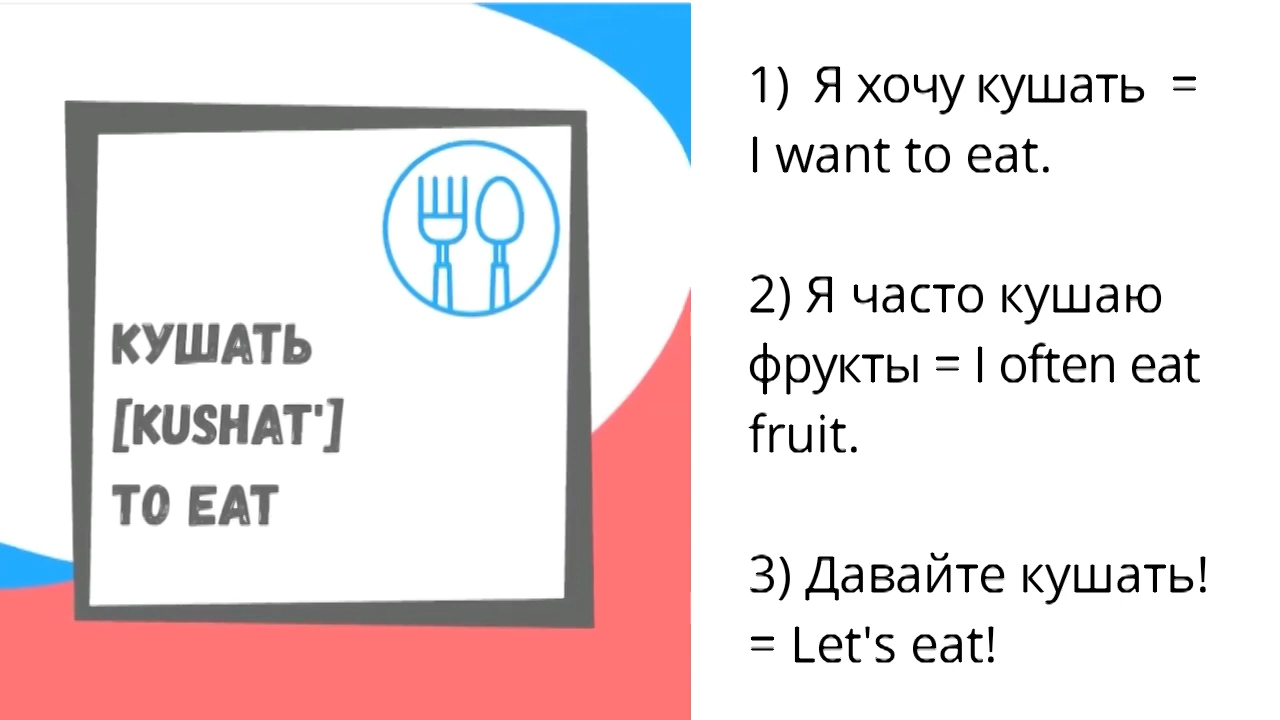 КУШАТЬ
[KUSHAT']
TO EAT
1) Я хочу кушать =
I want to eat.
2) Я часто кушаю
фрукты = I often eat
fruit.
3) Давайте кушать!
= Let's eat!